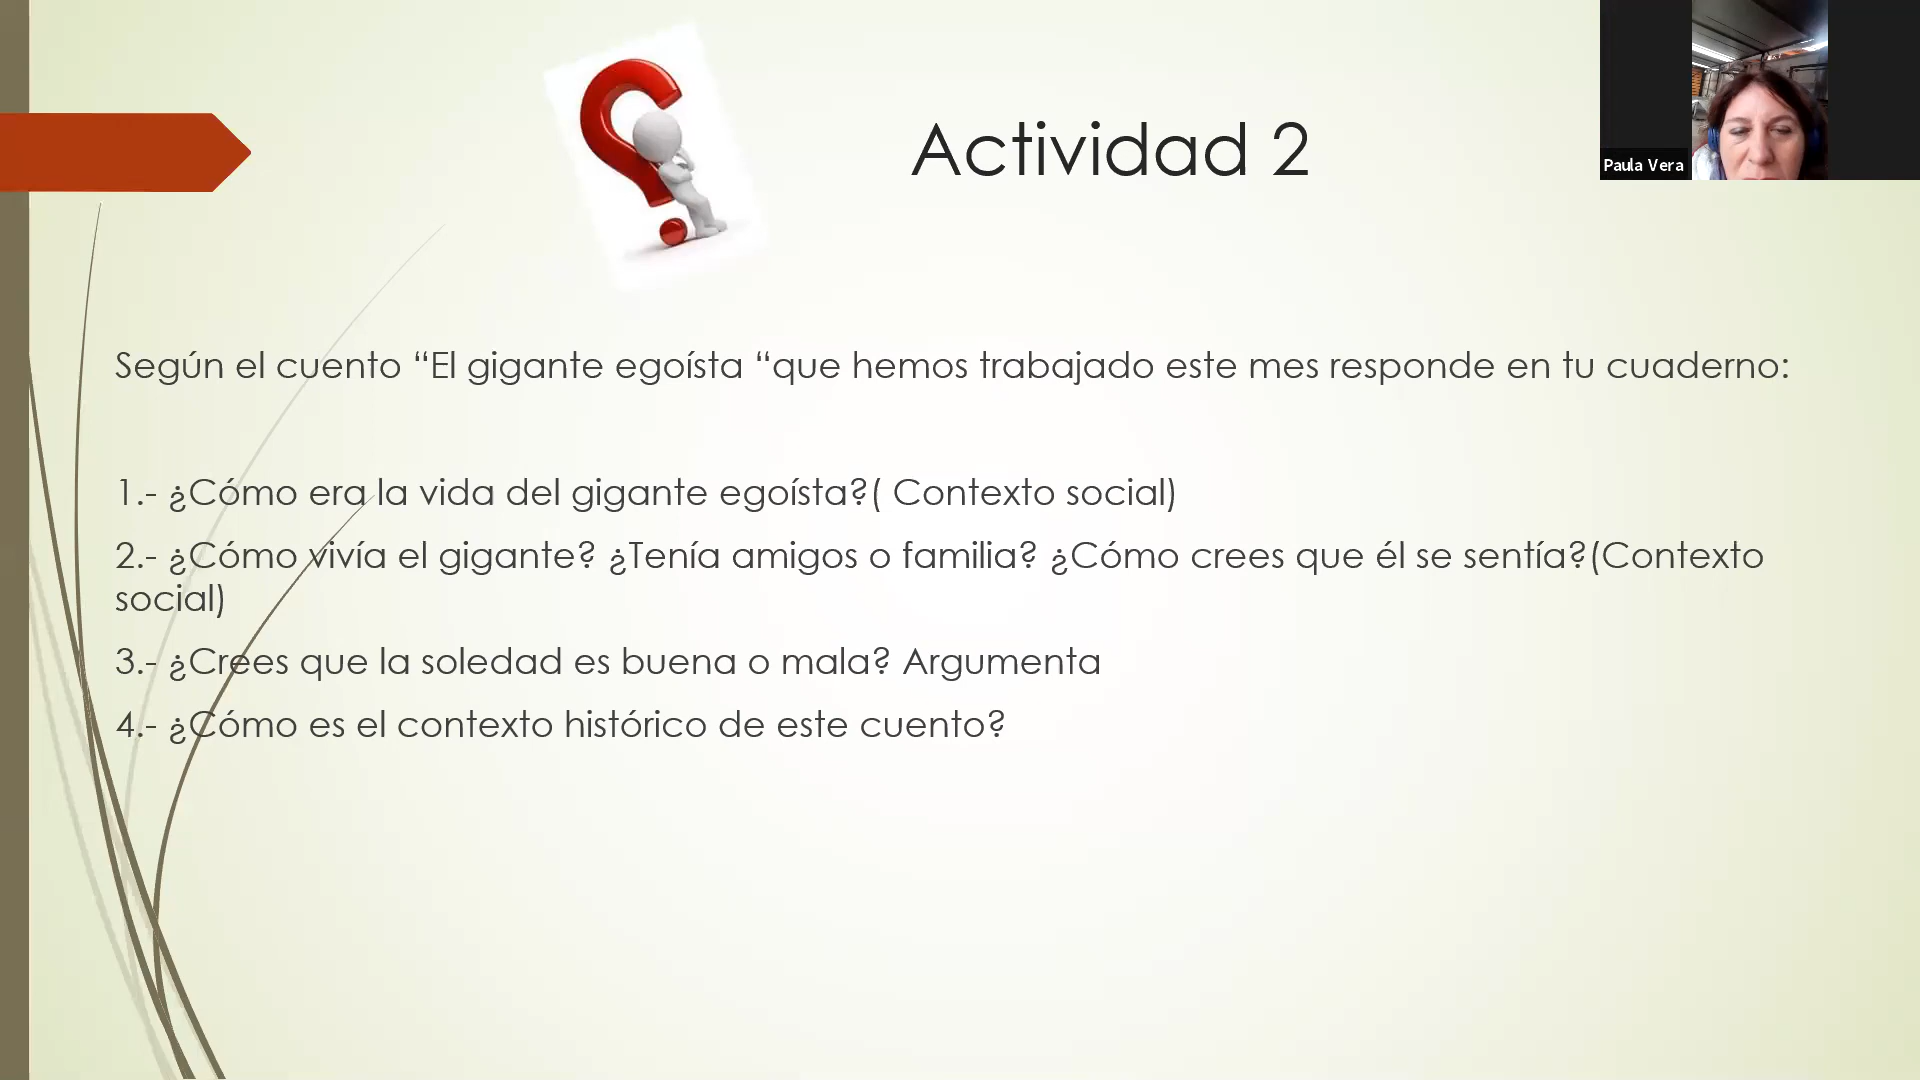 Actividad 2
Paula Vera
Según el cuento “El gigante egoísta “que hemos trabajado este mes responde en tu cuaderno:
1.- ¿Cómo era la vida del gigante egoísta?( Contexto social)
2.- ¿Cómo vivía el gigante? ¿Tenía amigos o familia? ¿Cómo crees que él se sentía?(Contexto
social)
3.- ¿Crees que la soledad es buena o mala? Argumenta
4.- ¿Cómo es el contexto histórico de este cuento?